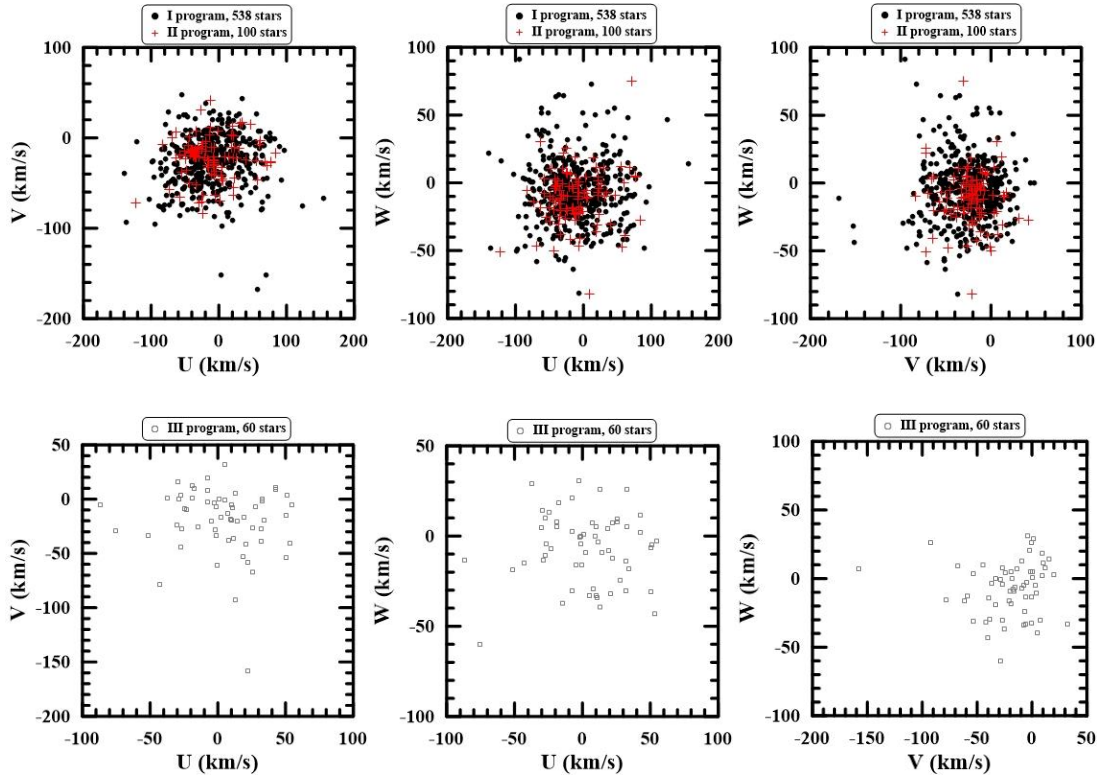 I program, 538 stars
II program, 100 stars
100
0
-100
-200
V (km/s)
-200 -100 0 100 200
U (km/s)
I program, 538 stars
II program, 100 stars
100
50
0
-50
-100
W (km/s)
-200 -100 0 100 200
U (km/s)
I program, 538 stars
II program, 100 stars
100
50
0
-50
-100
W (km/s)
-200 -100 0 100
V (km/s)
III program, 60 stars
50
0
-50
-100
-150
-200
V (km/s)
-100 -50 0 50 100
U (km/s)
III program, 60 stars
50
0
-50
-100
W (km/s)
-100 -50 0 50 100
U (km/s)
III program, 60 stars
100
50
0
-50
-100
W (km/s)
-200 -150 -100 -50 0 50
V (km/s)